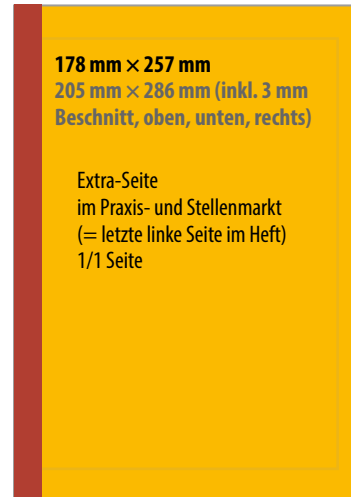 178 mm × 257 mm
205 mm × 286 mm (inkl. 3 mm
Beschnitt, oben, unten, rechts)
Extra-Seite
im Praxis- und Stellenmarkt
(= letzte linke Seite im Heft)
1/1 Seite